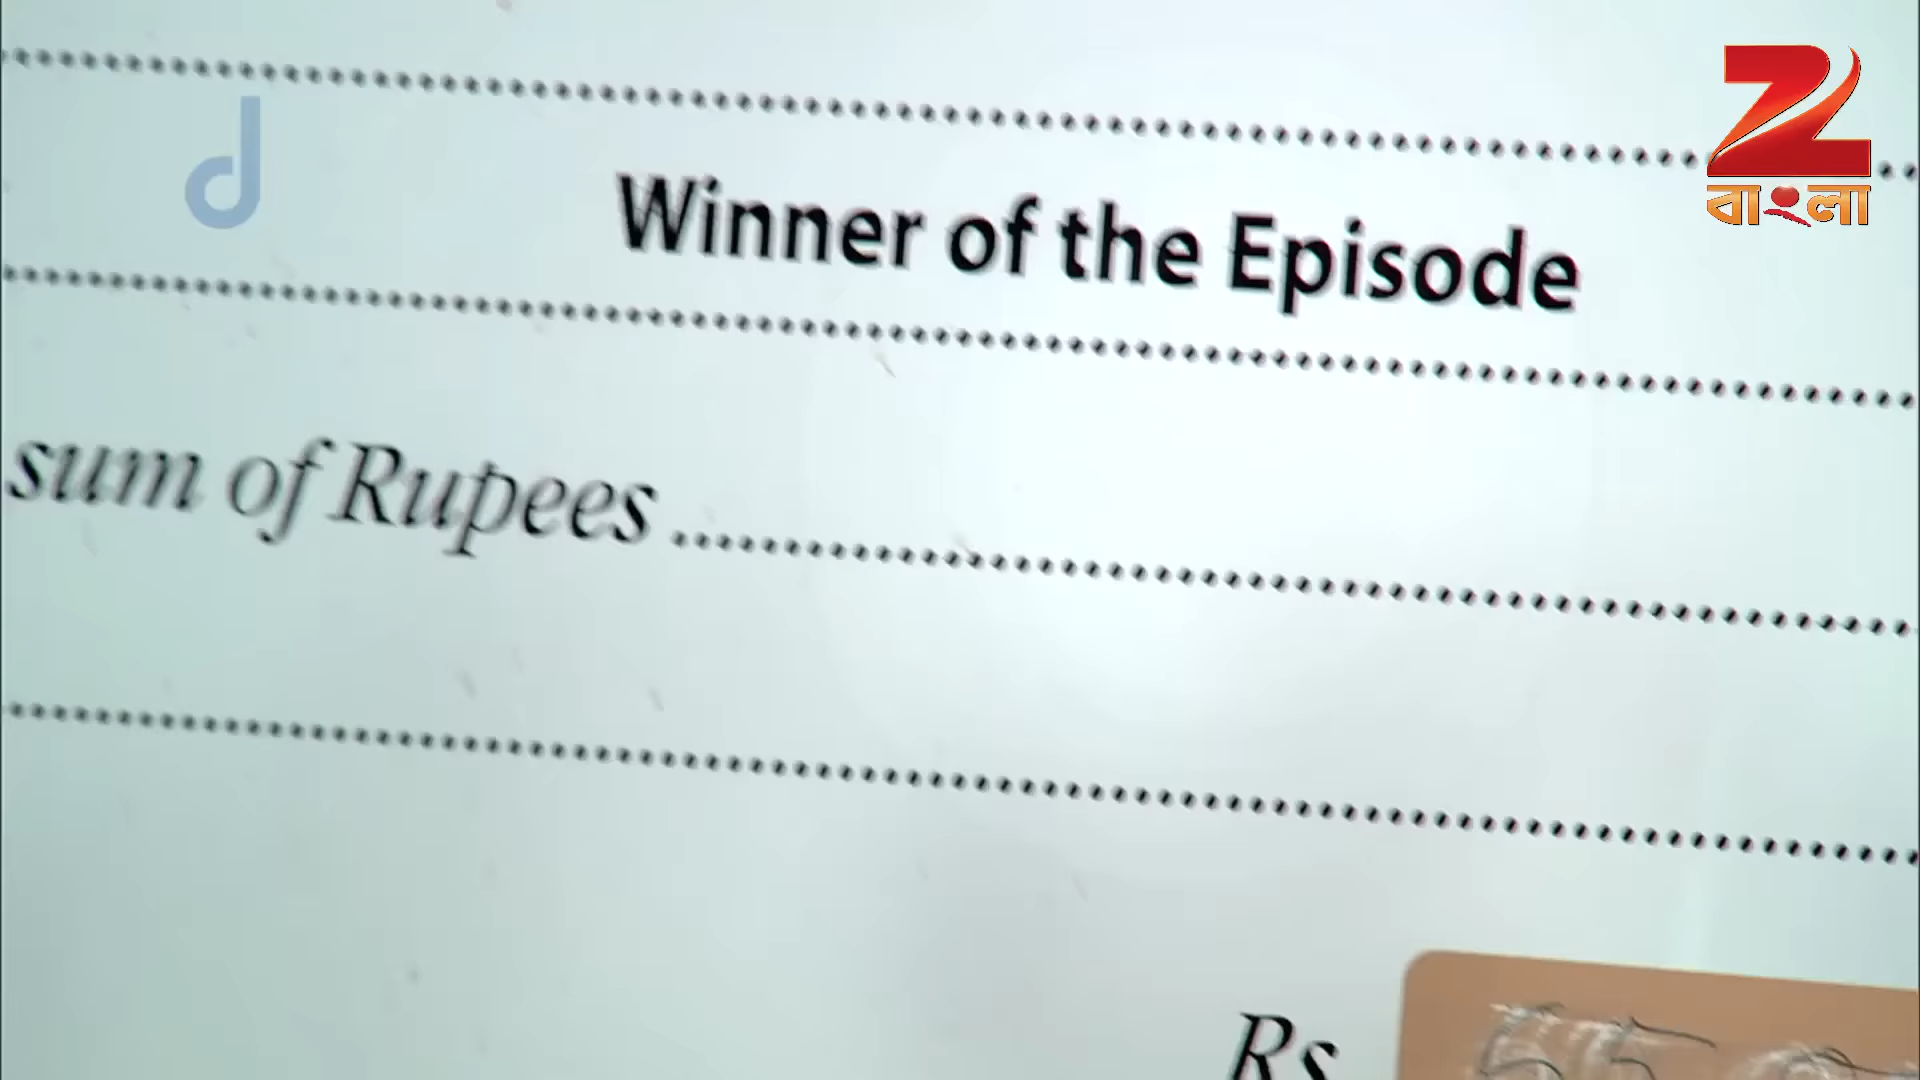 Z
বাংলা
Winner of the Episode
sum of Rupees
Rs